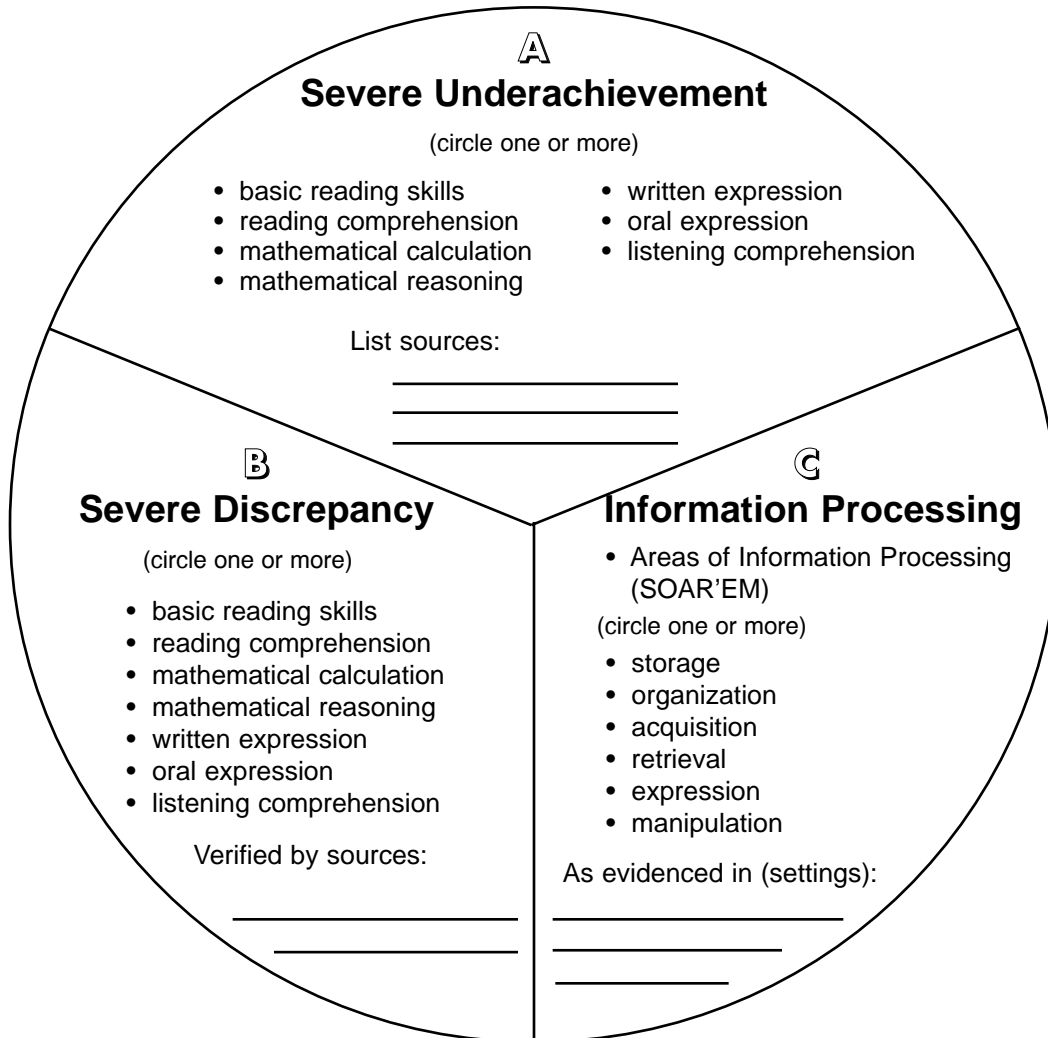 A
Severe Underachievement
(circle one or more)
• basic reading skills
• reading comprehension
• mathematical calculation
• mathematical reasoning
• written expression
• oral expression
• listening comprehension
List sources:
B
Severe Discrepancy
(circle one or more)
• basic reading skills
• reading comprehension
• mathematical calculation
• mathematical reasoning
• written expression
• oral expression
• listening comprehension
Verified by sources:
C
Information Processing
• Areas of Information Processing
(SOAR’EM)
(circle one or more)
• storage
• organization
• acquisition
• retrieval
• expression
• manipulation
As evidenced in (settings):